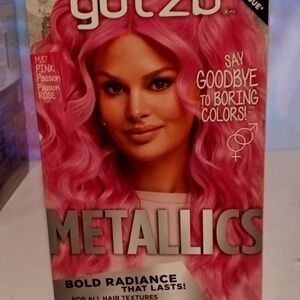 got2b
M57
PINK
Passion
Passion
ROSE
SAY
GOODBYE
TO BORING
COLORS!
METALLICS
BOLD RADIANCE
THAT LASTS!
FOR ALL HAIR TEXTURES